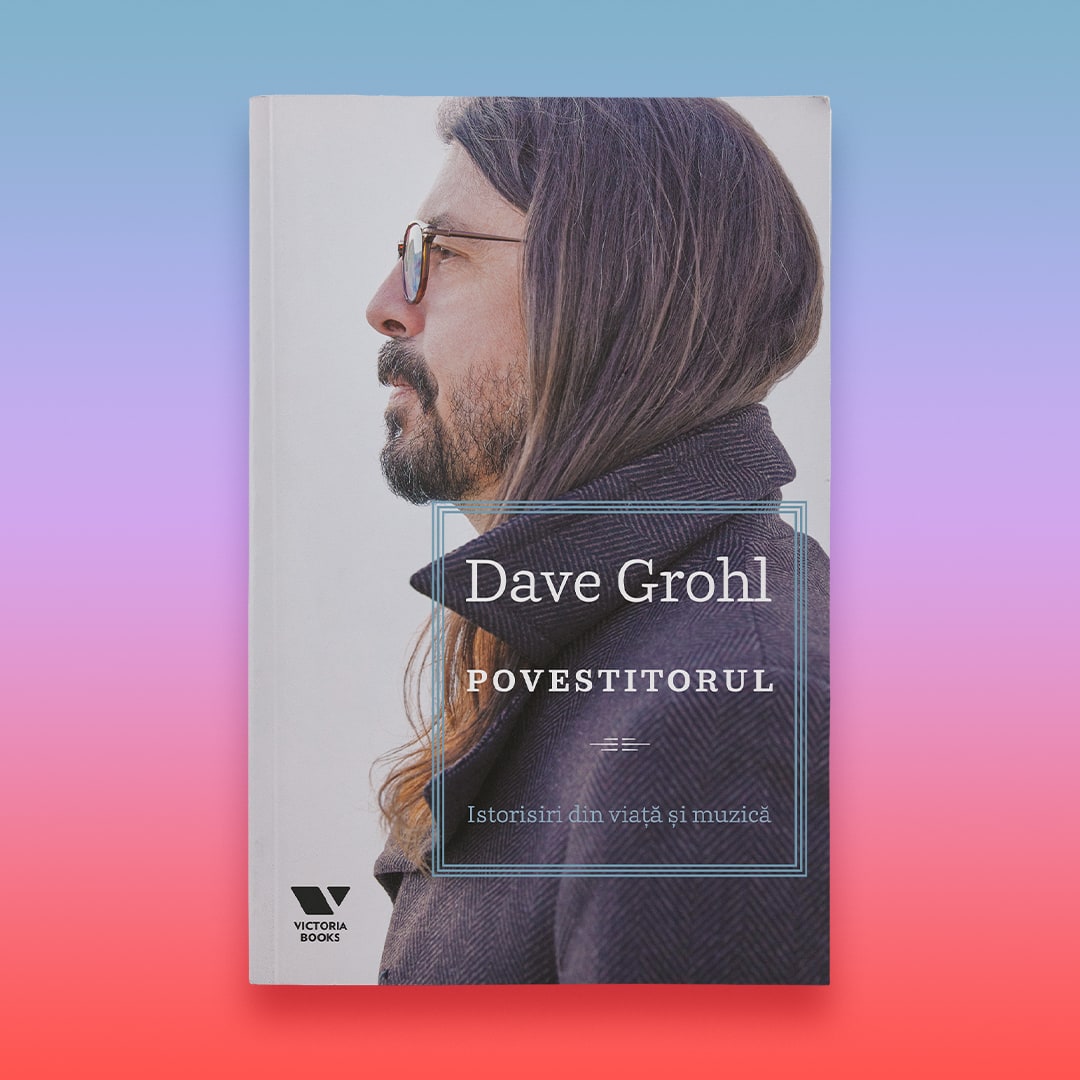 Dave Grohl
POVESTITORUL
Istorisiri din viață și muzică
VICTORIA
BOOKS